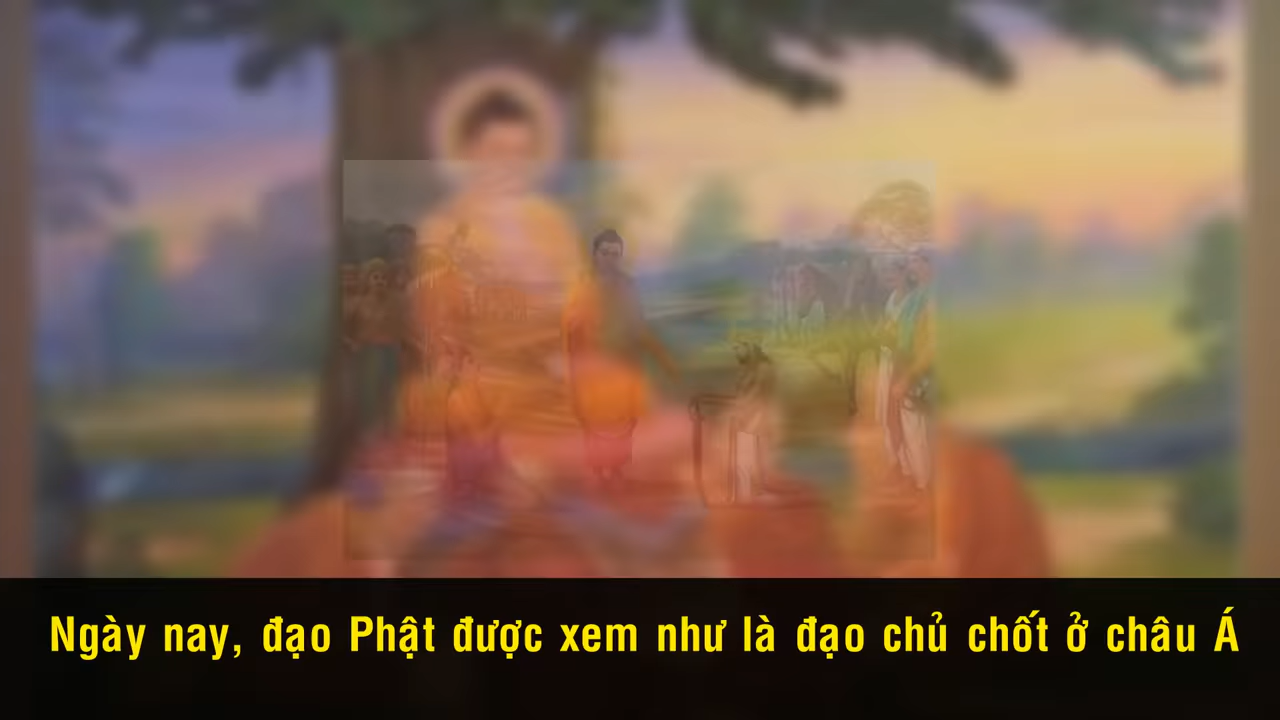 Ngày nay, đạo Phật được xem như là đạo chủ chốt ở châu Á